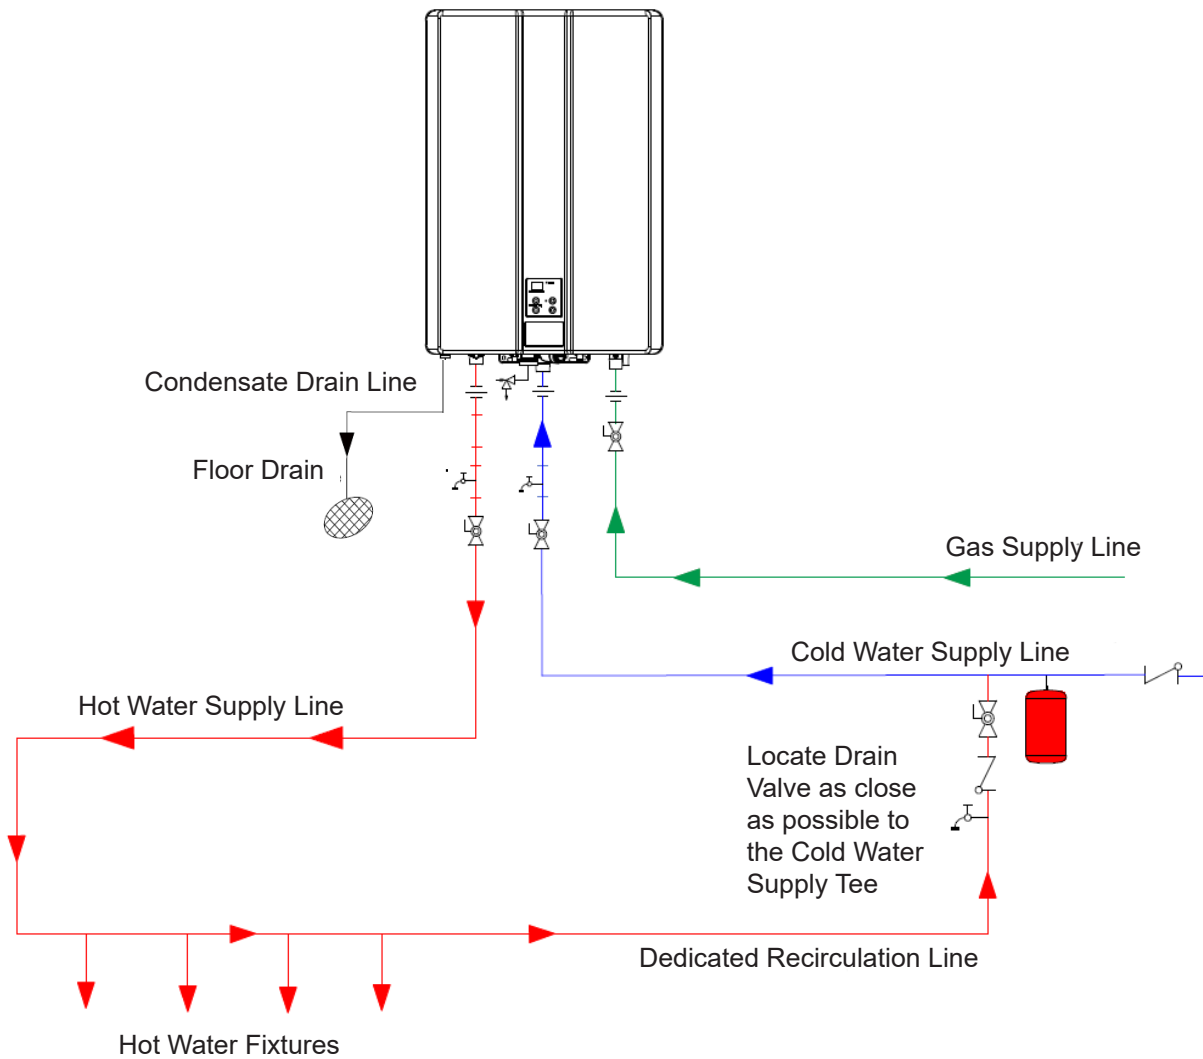 Condensate Drain Line
Floor Drain
Gas Supply Line
Cold Water Supply Line
Hot Water Supply Line
Locate Drain
Valve as close
as possible to
the Cold Water
Supply Tee
Dedicated Recirculation Line
Hot Water Fixtures